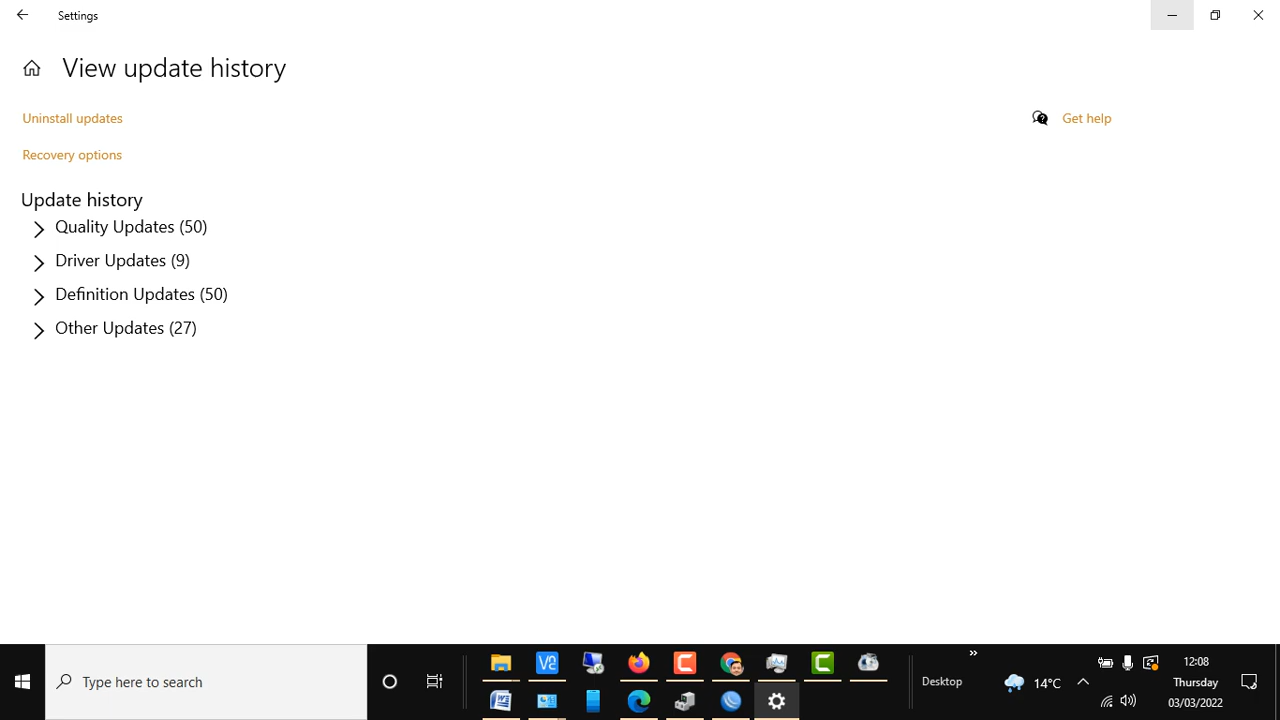 Settings
View update history
Uninstall updates
Get help
Recovery options
Update history
Quality Updates (50)
Driver Updates (9)
Definition Updates (50)
Other Updates (27)
Type here to search
Desktop
»
14°C
12:08
Thursday
03/03/2022